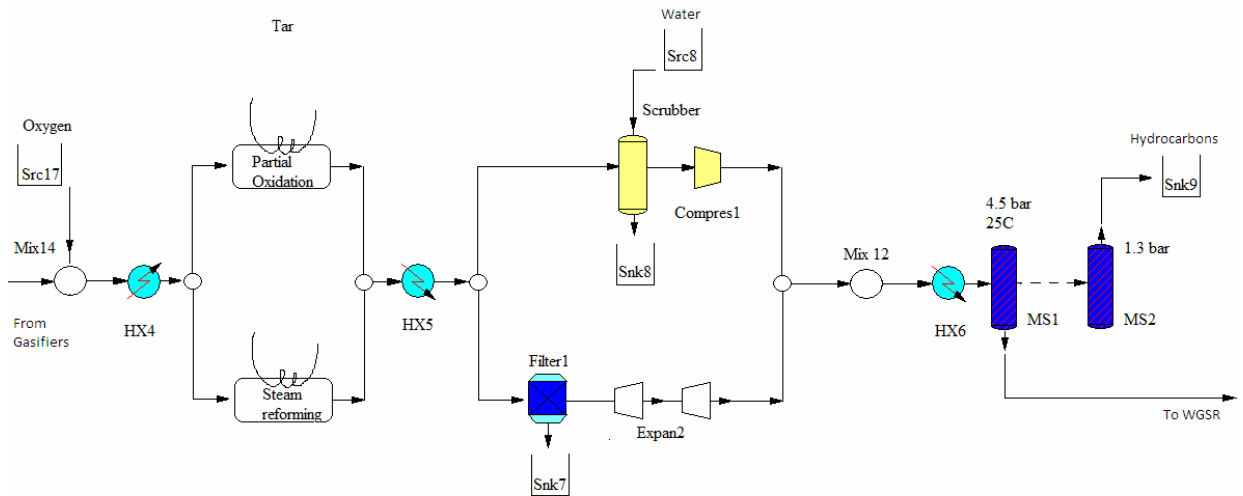 Water
Tar
Src8
Scrubber
Oxygen
Src17
Partial
Oxidation
Hydrocarbons
Snk9
Compres1
4.5 bar
25C
Mix14
Snk8
Mix 12
1.3 bar
From
Gasifiers
HX4
HX5
HX6
MS1
MS2
Filter1
Steam
reforming
Expan2
To WGSR
Snk7